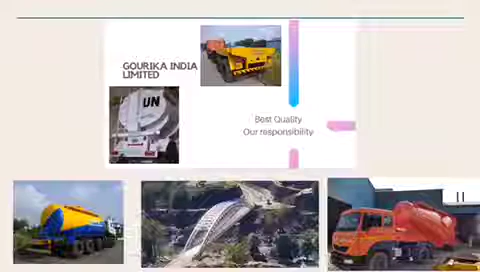 GOURIKA INDIA
LIMITED
UN
Best Quality
Our responsibility